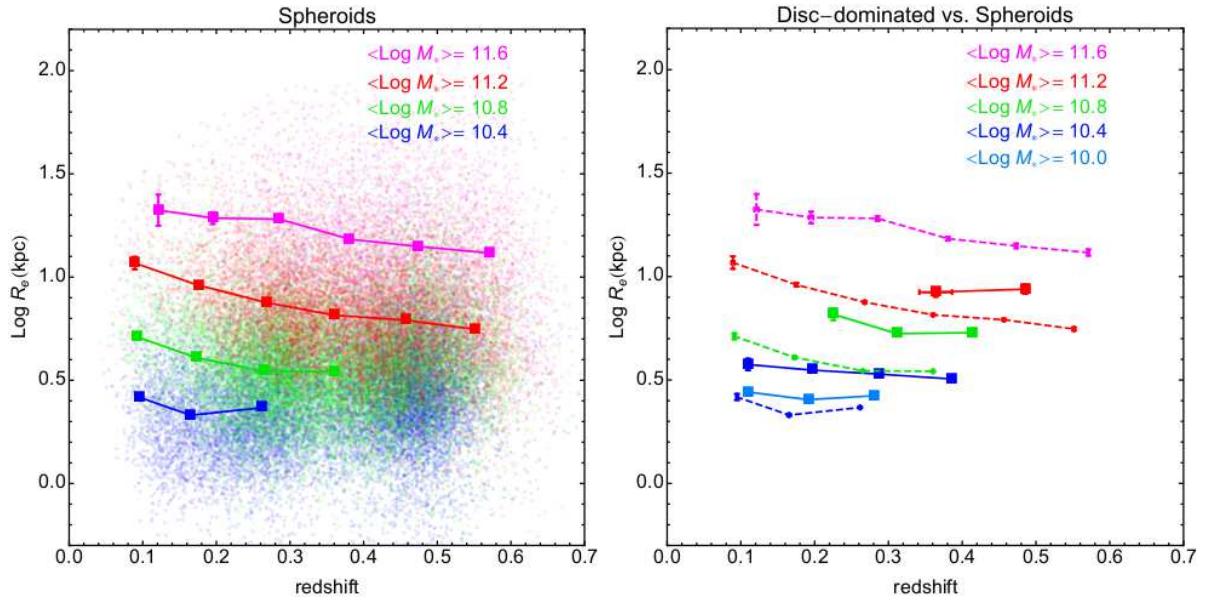 Spheroids
<Log M*>= 11.6
<Log M*>= 11.2
<Log M*>= 10.8
<Log M*>= 10.4
2.0
1.5
1.0
0.5
0.0
Log Re(kpc)
0.0 0.1 0.2 0.3 0.4 0.5 0.6 0.7
redshift
Disc-dominated vs. Spheroids
<Log M*>= 11.6
<Log M*>= 11.2
<Log M*>= 10.8
<Log M*>= 10.4
<Log M*>= 10.0
2.0
1.5
1.0
0.5
0.0
Log Re(kpc)
0.0 0.1 0.2 0.3 0.4 0.5 0.6 0.7
redshift